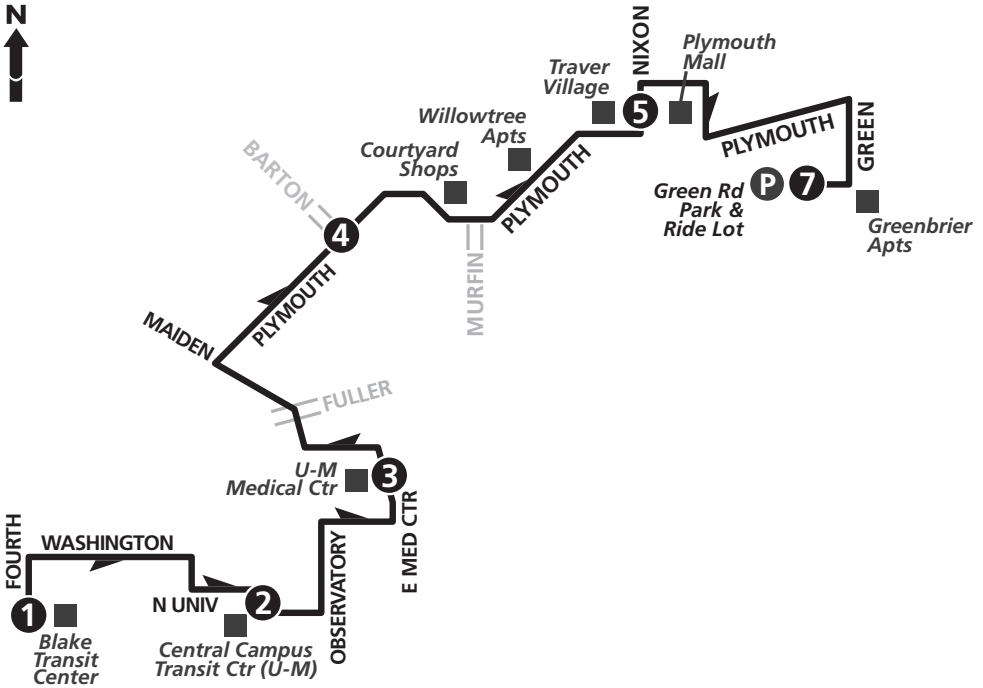 N
NIXON
Plymouth
Mall
Traver
Village
5
Willowtree
Apts
PLYMOUTH
GREEN
Courtyard
Shops
BARTON
PLYMOUTH
Green Rd
Park &
Ride Lot
P
7
Greenbrier
Apts
4
MURFIN
PLYMOUTH
MAIDEN
FULLER
U-M
Medical Ctr
3
E MED CTR
FOURTH
WASHINGTON
OBSERVATORY
N UNIV
2
1
Blake
Transit
Center
Central Campus
Transit Ctr (U-M)